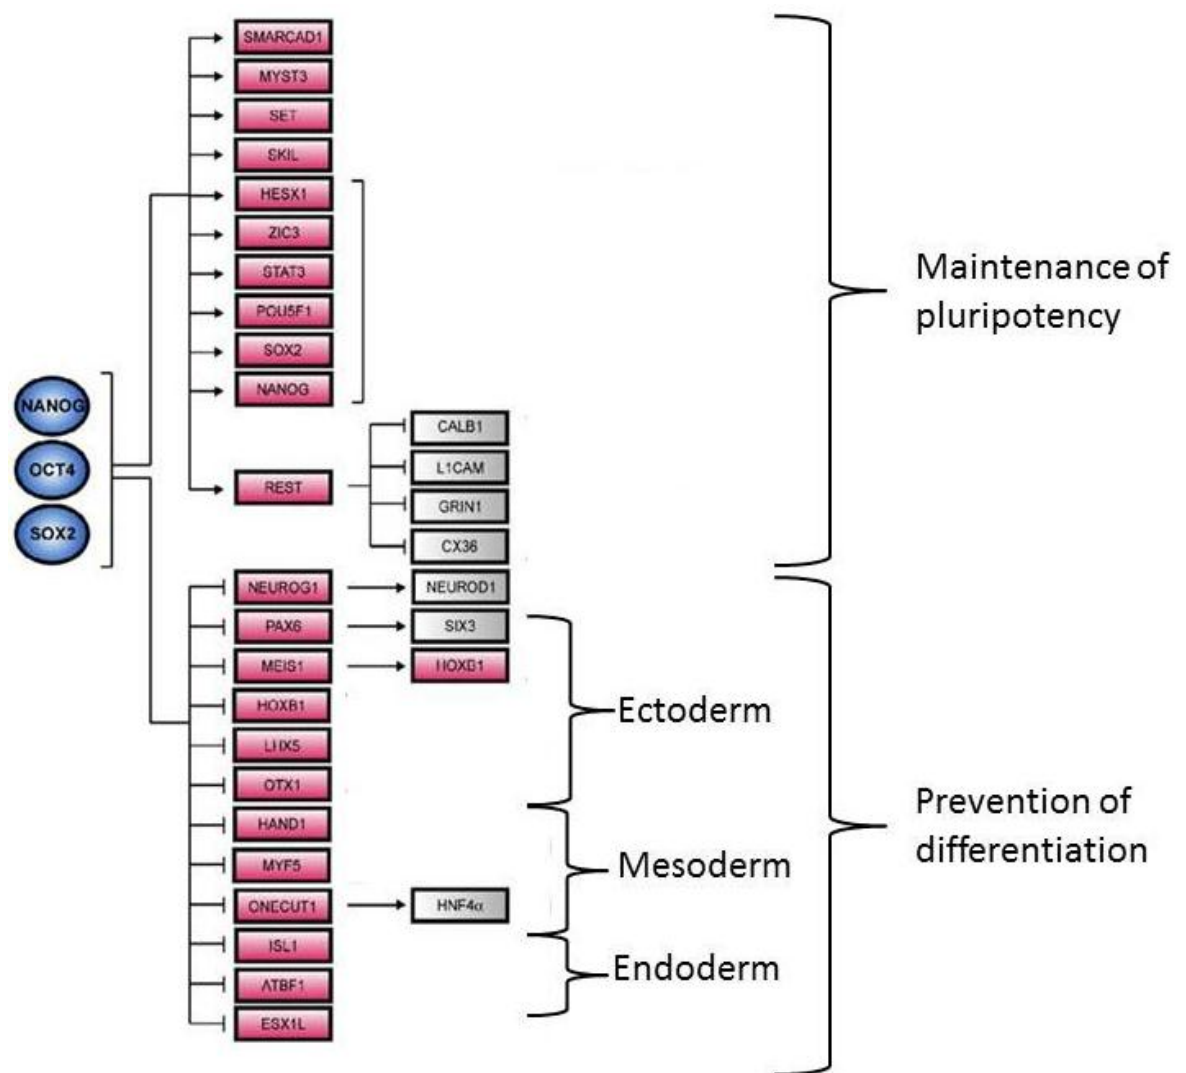 SMARCAD1
MYST3
SET
SKIL
HESX1
ZIC3
STAT3
POU5F1
SOX2
NANOG
REST
CALB1
L1CAM
GRIN1
CX36
NANOG
OCT4
SOX2
NEUROG1
NEUROD1
PAX6
SIX3
MEIS1
HOXB1
HOXB1
LHX5
OTX1
HAND1
MYF5
ONECUT1
HNF4α
ISL1
ATBF1
ESX1L
Ectoderm
Mesoderm
Endoderm
Maintenance of
pluripotency
Prevention of
differentiation